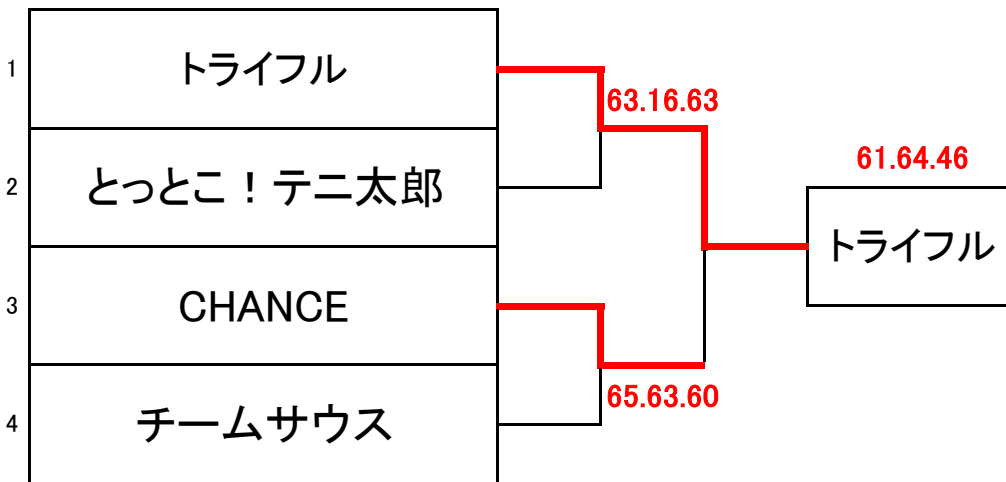 1 トライフル
63.16.63
2 とっとこ！テニ太郎
61.64.46
トライフル
3 CHANCE
65.63.60
4 チームサウス